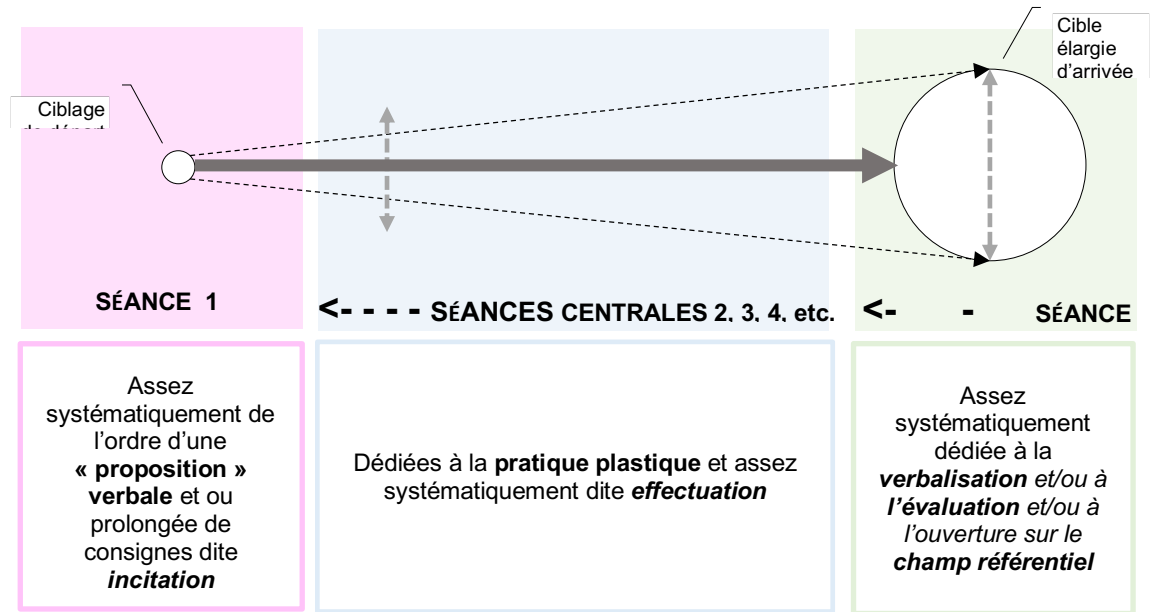 Cible
élargie
d'arrivée
Ciblage
de départ
SÉANCE 1
<- - - - SÉANCES CENTRALES 2, 3, 4, etc.
<- - SÉANCE
Assez
systématiquement de
l'ordre d'une
« proposition »
verbale et ou
prolongée de
consignes dite
incitation
Dédiées à la pratique plastique et assez
systématiquement dite effectuation
Assez
systématiquement
dédiée à la
verbalisation et/ou à
l'évaluation et/ou à
l'ouverture sur le
champ référentiel